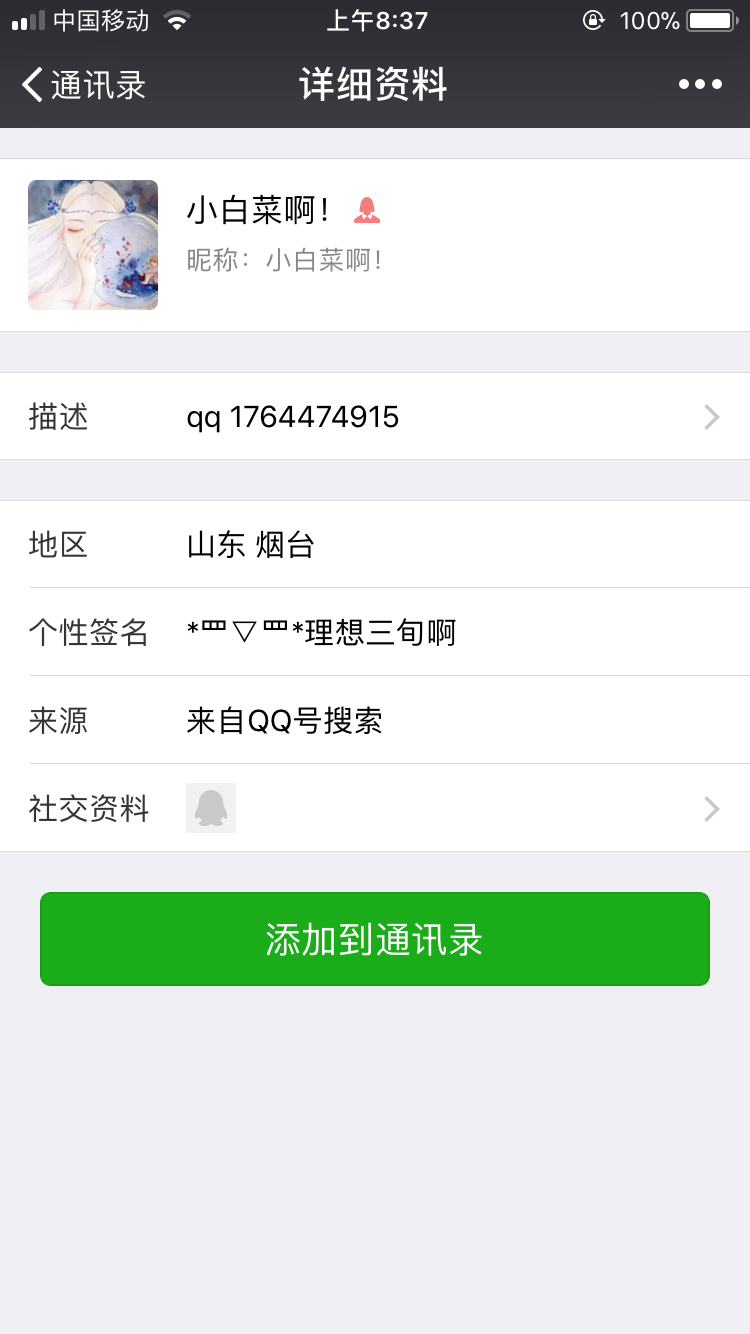 中国移动 上午8:37 100%
通讯录 详细资料
小白菜啊！
昵称：小白菜啊！
描述 qq 1764474915
地区 山东 烟台
个性签名 *罒▽罒*理想三旬啊
来源 来自QQ号搜索
社交资料
添加到通讯录